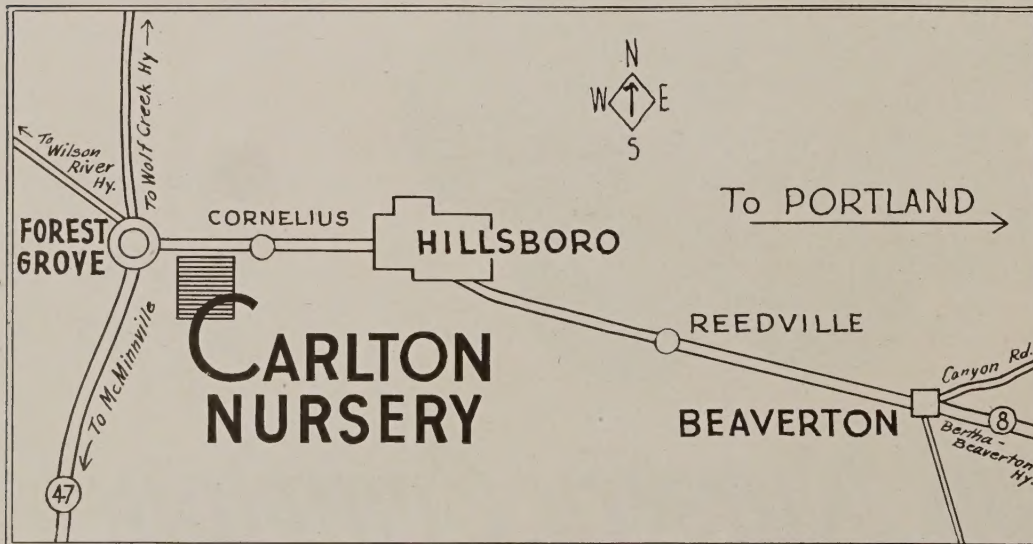 N
W E
S
To Wolf Creek Hy →
← To
Wilson
River
Hy.
FOREST
GROVE
CORNELIUS
HILLSBORO
To PORTLAND
CARLTON
NURSERY
← To McMinnville
47
REEDVILLE
BEAVERTON
Canyon Rd.
8
Bertha-
Beaverton
Hy.